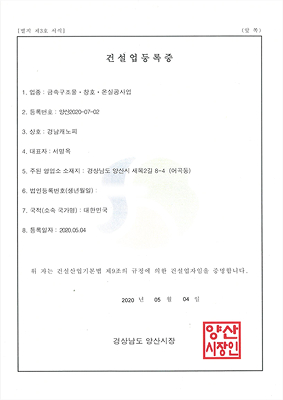 [별지 제3호 서식]
(앞 쪽)
건설업등록증
1. 업종 : 금속구조물・창호・온실공사업
2. 등록번호 : 양산2020-07-02
3. 상호 : 경남캐노피
4. 대표자 : 서영옥
5. 주된 영업소 소재지 : 경상남도 양산시 새목2길 8-4 (어곡동)
6. 법인등록번호(생년월일) :
7. 국적(소속 국가명) : 대한민국
8. 등록일자 : 2020.05.04
위 자는 건설산업기본법 제9조의 규정에 의한 건설업자임을 증명합니다.
2020 년 05 월 04 일
경상남도 양산시장
양산
시장인